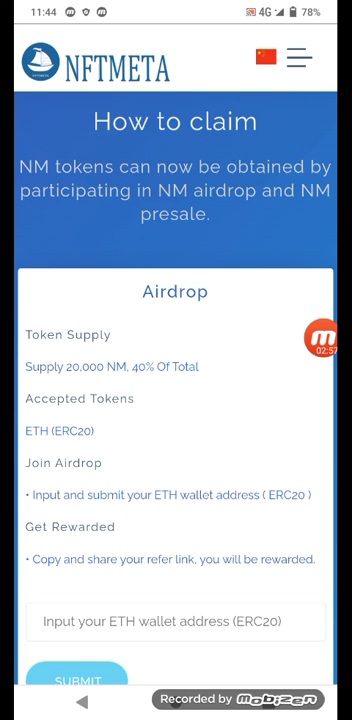 11:44
4G
78%
NFTMETA
NFTMETA
How to claim
NM tokens can now be obtained by
participating in NM airdrop and NM
presale.
Airdrop
02:57
Token Supply
Supply 20,000 NM, 40% Of Total
Accepted Tokens
ETH (ERC20)
Join Airdrop
• Input and submit your ETH wallet address ( ERC20 )
Get Rewarded
• Copy and share your refer link, you will be rewarded.
Input your ETH wallet address (ERC20)
SUBMIT
Recorded by mobizen